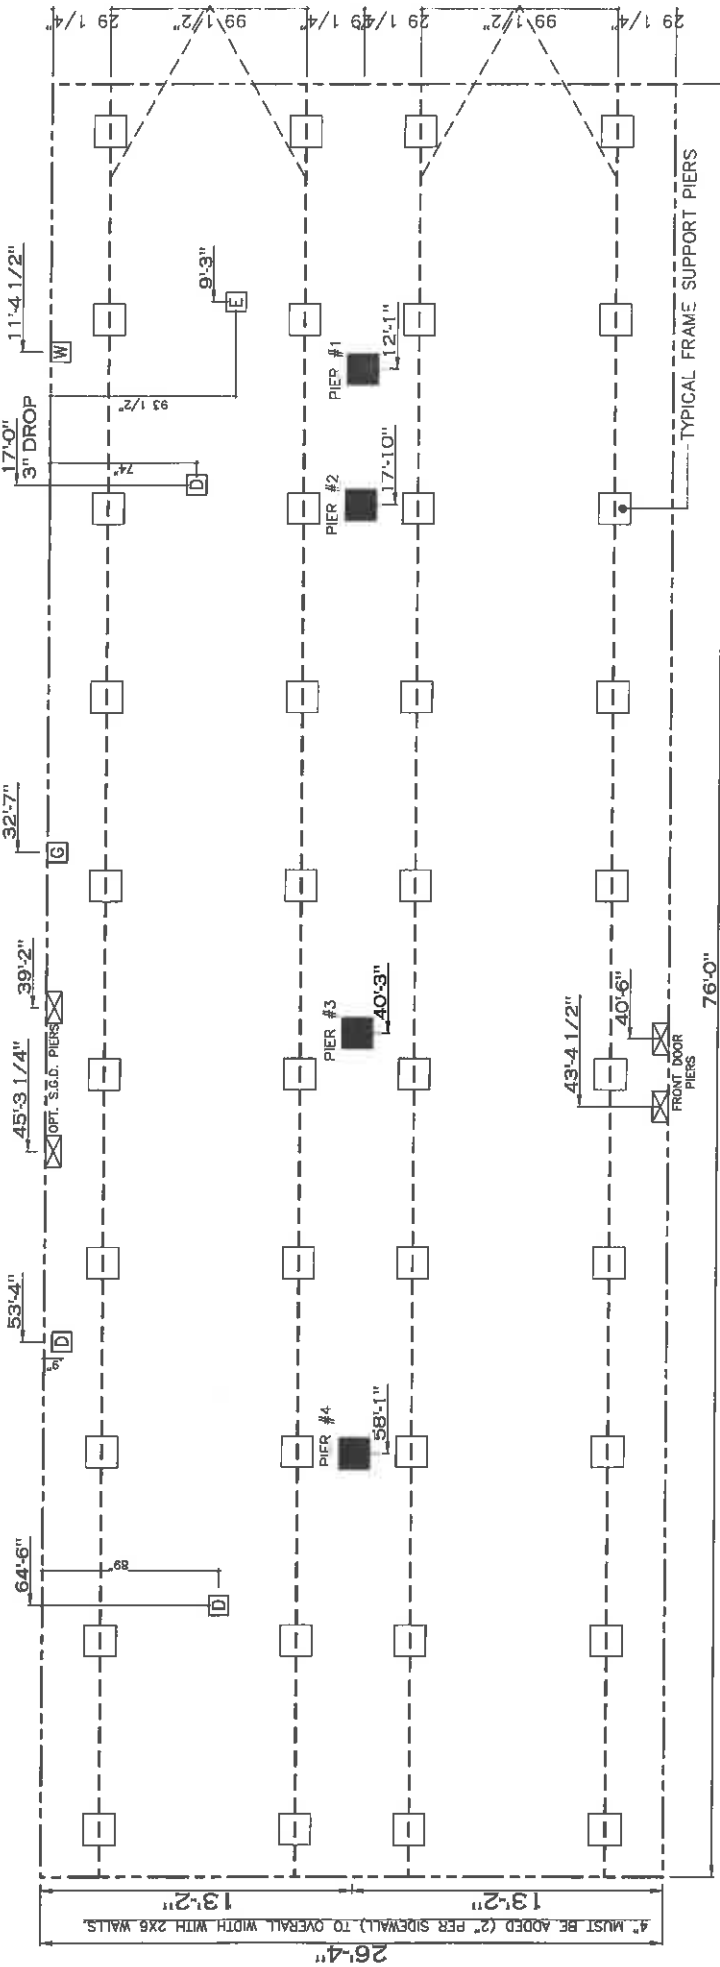 29 1/4"
99 1/2"
29 1/4"
29 1/4"
99 1/2"
29 1/4"
11'-4 1/2"
W
9'-3"
E
93 1/2"
17'-0"
3" DROP
74"
D
PIER #1
12'-1"
PIER #2
17'-10"
TYPICAL FRAME SUPPORT PIERS
32'-7"
G
39'-2"
OPT. S.G.D. PIERS
45'-3 1/4"
PIER #3
40'-3"
40'-6"
43'-4 1/2"
FRONT DOOR
PIERS
76'-0"
53'-4"
D
9"
PIER #4
58'-1"
64'-6"
89"
D
13'-2"
13'-2"
4" MUST BE ADDED (2" PER SIDEWALL) TO OVERALL WIDTH WITH 2X6 WALLS.
26'-4"